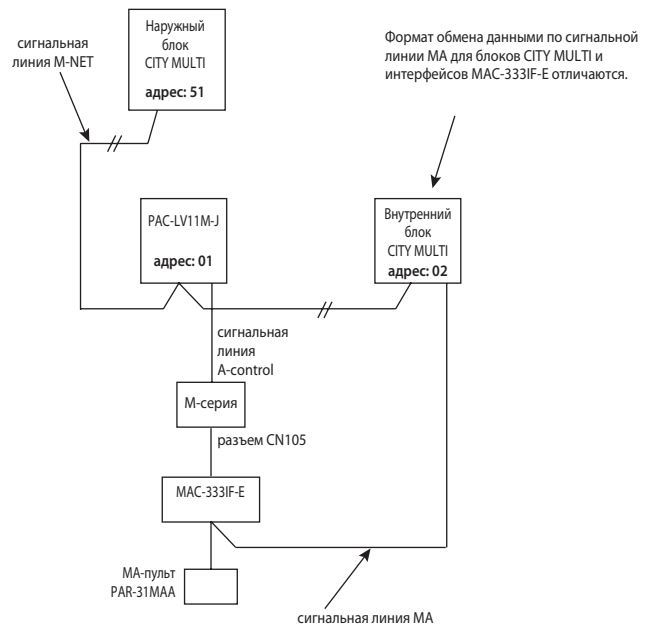 Наружный
блок
CITY MULTI
адрес: 51
сигнальная
линия M-NET
Формат обмена данными по сигнальной
линии МА для блоков CITY MULTI и
интерфейсов MAC-333IF-E отличаются.
PAC-LV11M-J
адрес: 01
Внутренний
блок
CITY MULTI
адрес: 02
сигнальная
линия
A-control
М-серия
разъем CN105
MAC-333IF-E
МА-пульт
PAR-31MAA
сигнальная линия МА